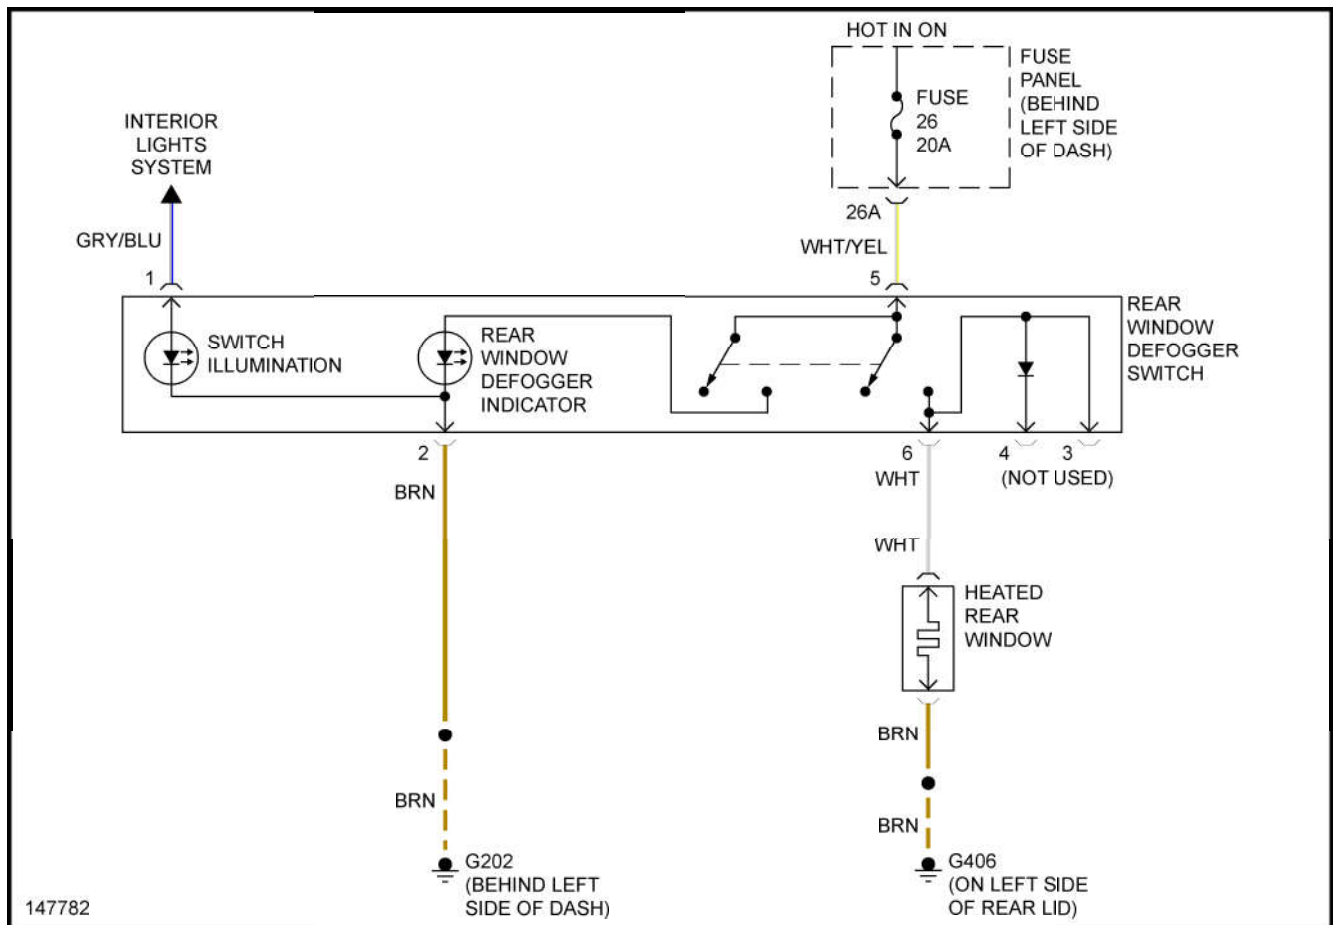 HOT IN ON
FUSE
PANEL
(BEHIND
LEFT SIDE
OF DASH)
FUSE
26
20A
INTERIOR
LIGHTS
SYSTEM
26A
GRY/BLU
WHT/YEL
1
5
REAR
WINDOW
DEFOGGER
SWITCH
SWITCH
ILLUMINATION
REAR
WINDOW
DEFOGGER
INDICATOR
2
6
4
3
(NOT USED)
BRN
WHT
WHT
HEATED
REAR
WINDOW
BRN
BRN
BRN
G202
(BEHIND LEFT
SIDE OF DASH)
G406
(ON LEFT SIDE
OF REAR LID)
147782